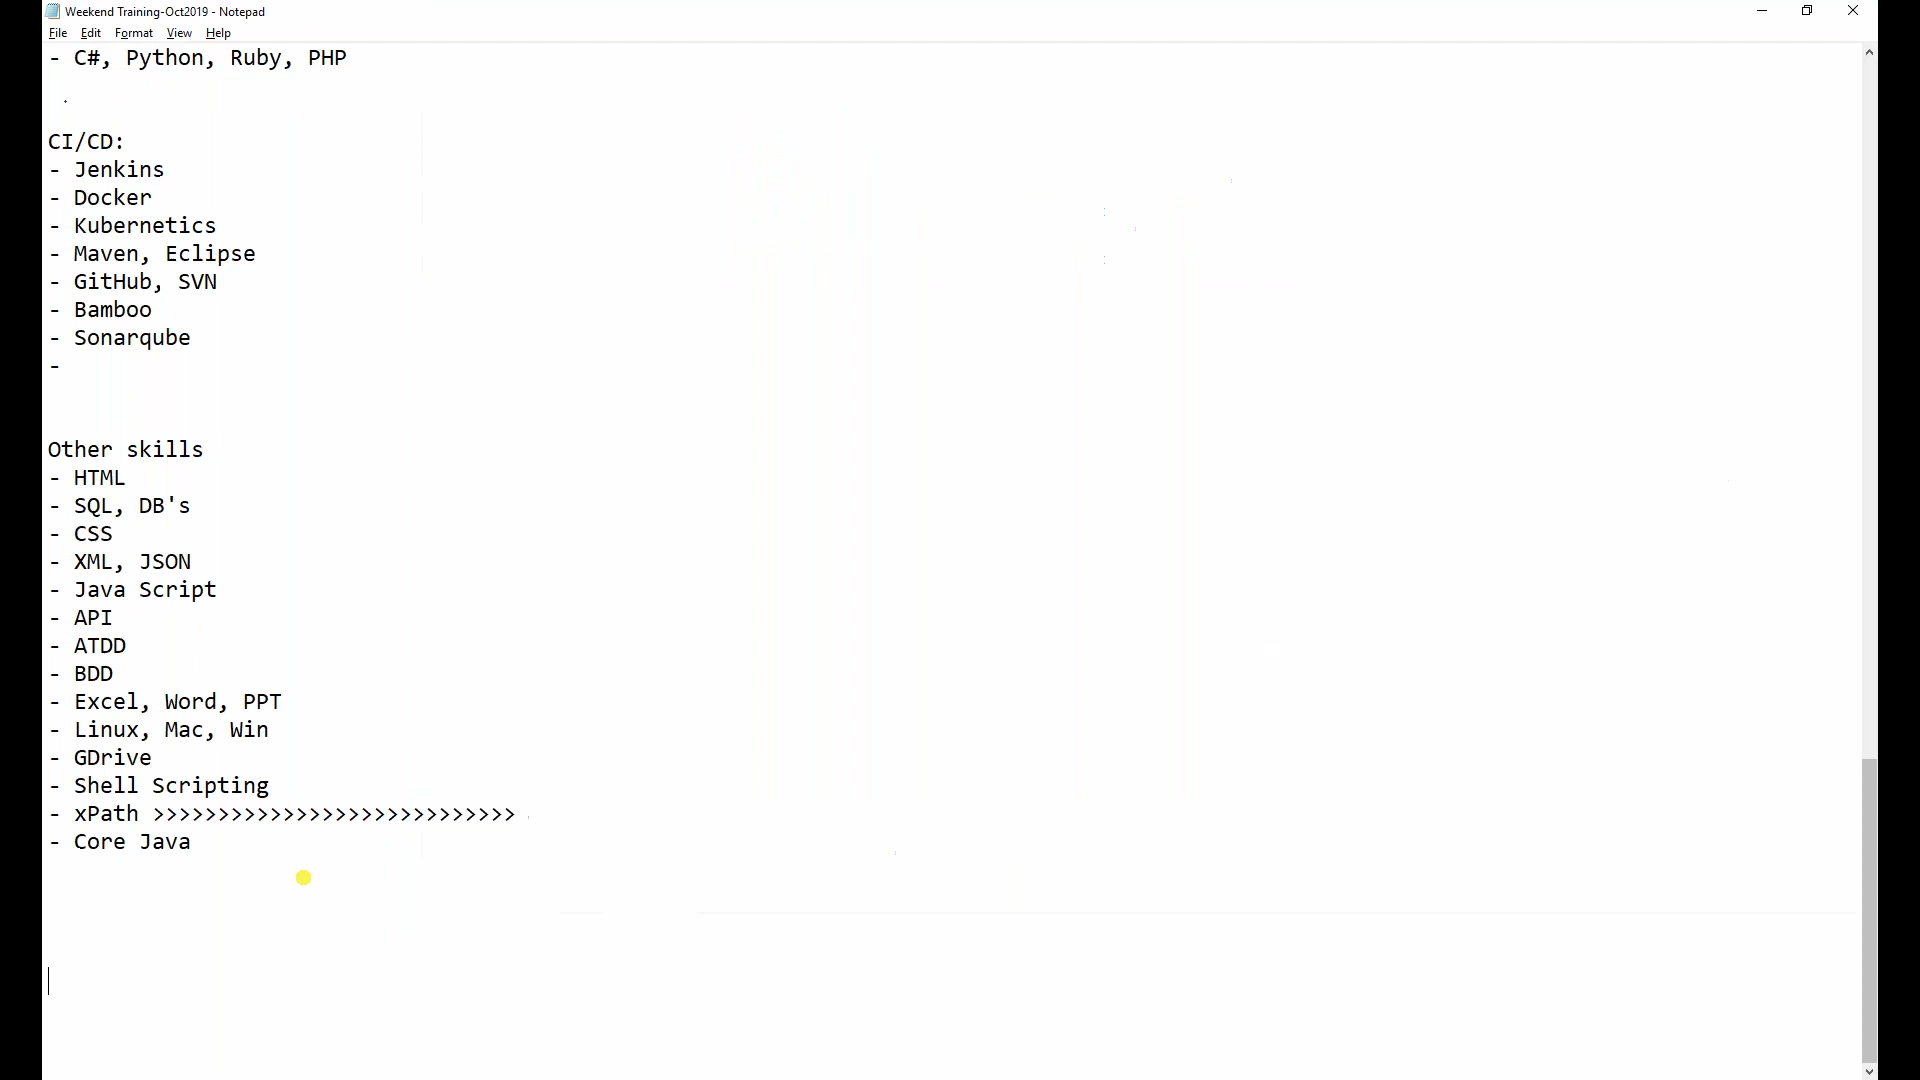 Weekend Training-Oct2019 - Notepad
File Edit Format View Help
- C#, Python, Ruby, PHP
CI/CD:
- Jenkins
- Docker
- Kubernetics
- Maven, Eclipse
- GitHub, SVN
- Bamboo
- Sonarqube
-
Other skills
- HTML
- SQL, DB's
- CSS
- XML, JSON
- Java Script
- API
- ATDD
- BDD
- Excel, Word, PPT
- Linux, Mac, Win
- GDrive
- Shell Scripting
- xPath >>>>>>>>>>>>>>>>>>>>>>>>>>>>
- Core Java